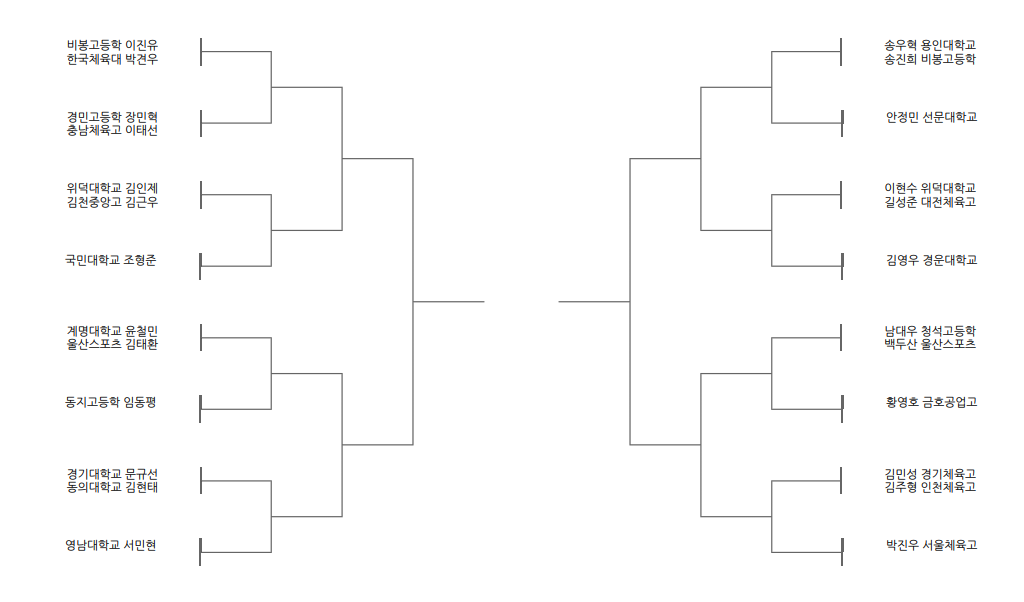 비봉고등학 이진유
한국체육대 박견우
경민고등학 장민혁
충남체육고 이태선
위덕대학교 김인제
김천중앙고 김근우
국민대학교 조형준
계명대학교 윤철민
울산스포츠 김태환
동지고등학 임동평
경기대학교 문규선
동의대학교 김현태
영남대학교 서민현
송우혁 용인대학교
송진희 비봉고등학
안정민 선문대학교
이현수 위덕대학교
길성준 대전체육고
김영우 경운대학교
남대우 청석고등학
백두산 울산스포츠
황영호 금호공업고
김민성 경기체육고
김주형 인천체육고
박진우 서울체육고